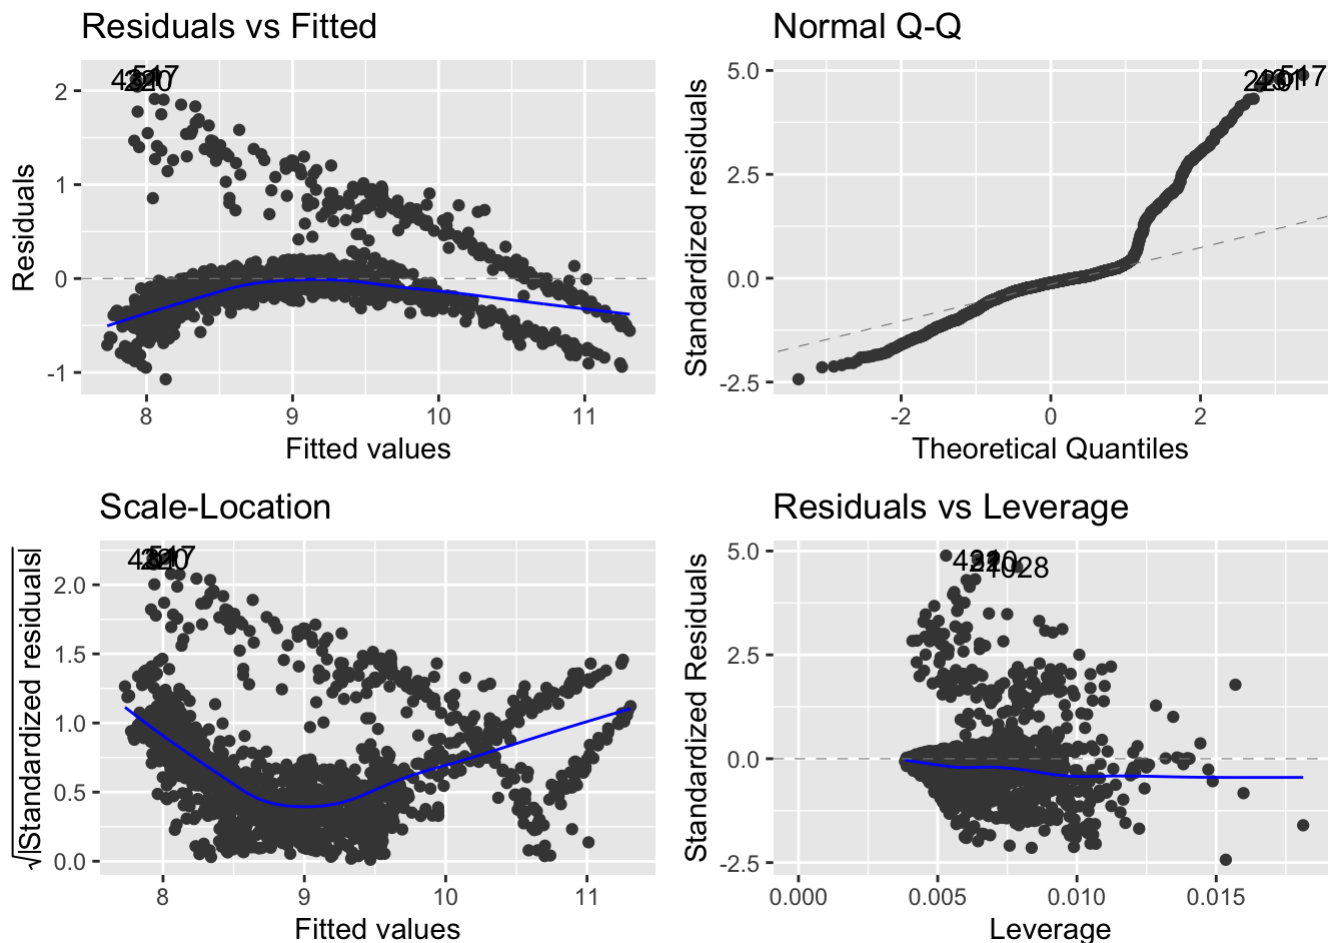 Residuals vs Fitted
2
1
0
-1
8
9
10
11
Residuals
Fitted values
Normal Q-Q
517
5.0
2.5
0.0
-2.5
-2
0
2
Standardized residuals
Theoretical Quantiles
Scale-Location
2.0
1.5
1.0
0.5
0.0
8
9
10
11
√|Standardized residuals|
Fitted values
Residuals vs Leverage
1028
5.0
2.5
0.0
-2.5
0.000
0.005
0.010
0.015
Standardized Residuals
Leverage